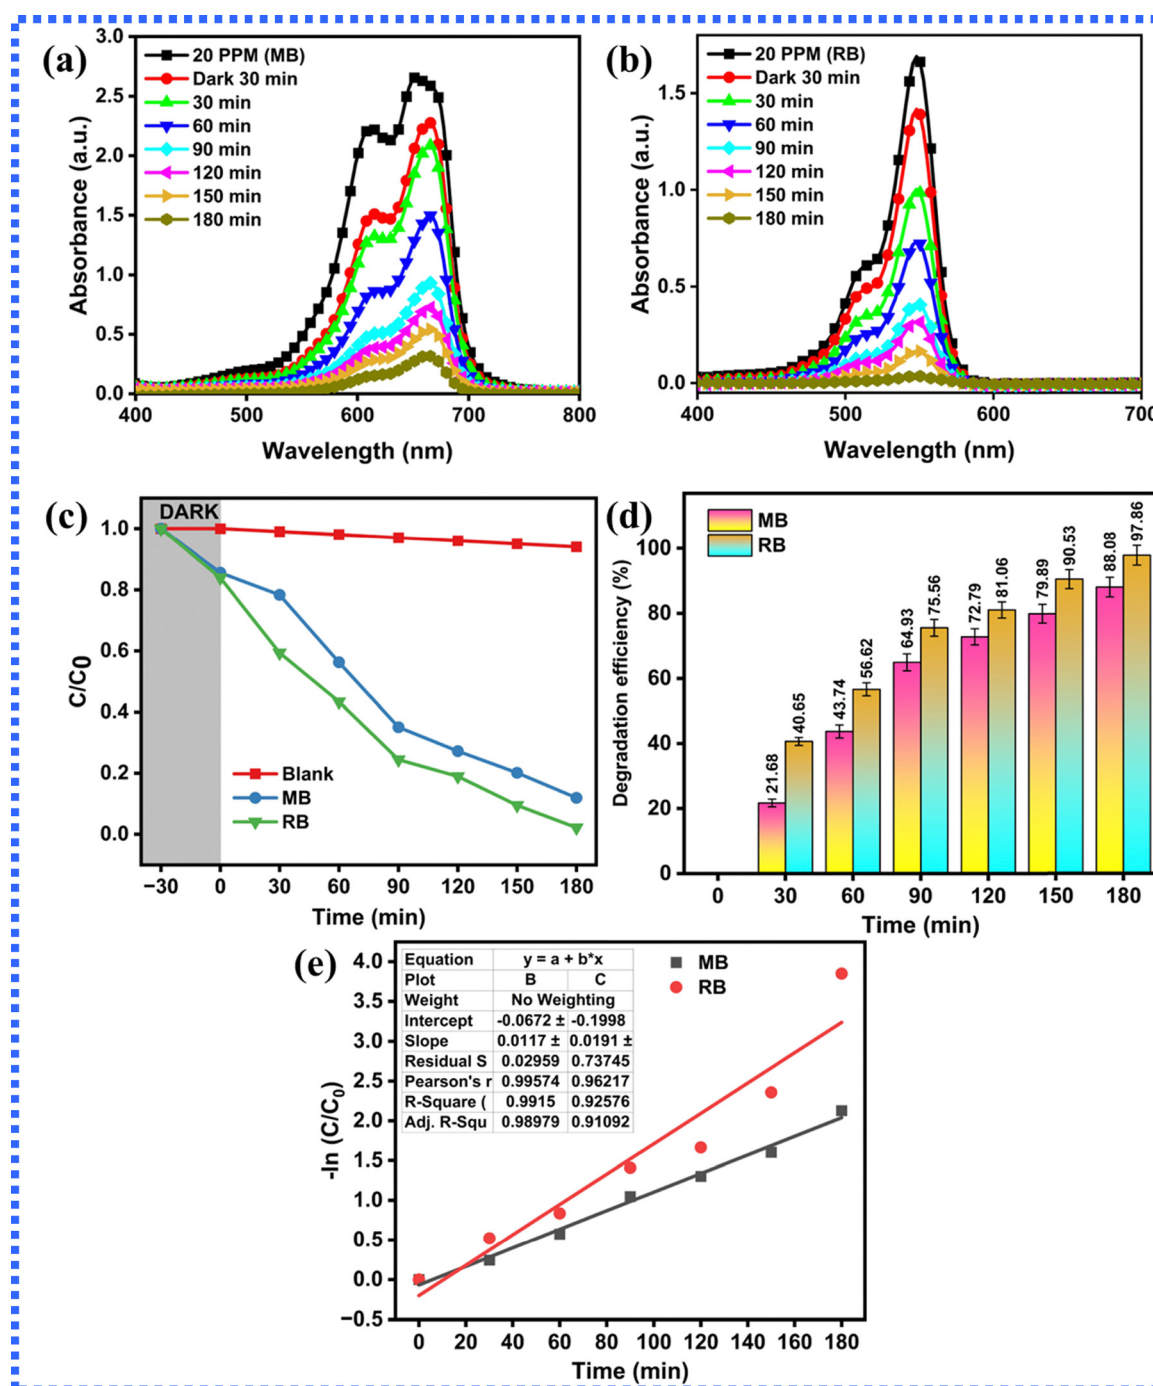 (a)
3.0
2.5
2.0
1.5
1.0
0.5
0.0
Absorbance (a.u.)
20 PPM (MB)
Dark 30 min
30 min
60 min
90 min
120 min
150 min
180 min
400 500 600 700 800
Wavelength (nm)
(b)
1.5
1.0
0.5
0.0
Absorbance (a.u.)
20 PPM (RB)
Dark 30 min
30 min
60 min
90 min
120 min
150 min
180 min
400 500 600 700
Wavelength (nm)
(c)
DARK
1.0
0.8
0.6
0.4
0.2
0.0
C/C0
Blank
MB
RB
−30 0 30 60 90 120 150 180
Time (min)
(d)
MB
RB
100
80
60
40
20
0
Degradation efficiency (%)
21.68
40.65
43.74
56.62
64.93
75.56
72.79
81.06
79.89
90.53
88.08
97.86
0 30 60 90 120 150 180
Time (min)
(e)
4.0
3.5
3.0
2.5
2.0
1.5
1.0
0.5
0.0
−0.5
-ln (C/C0)
Equation y = a + b*x
Plot B C
Weight No Weighting
Intercept -0.0672 ± -0.1998
Slope 0.0117 ± 0.0191 ±
Residual S 0.02959 0.73745
Pearson's r 0.99574 0.96217
R-Square ( 0.9915 0.92576
Adj. R-Squ 0.98979 0.91092
MB
RB
0 20 40 60 80 100 120 140 160 180
Time (min)